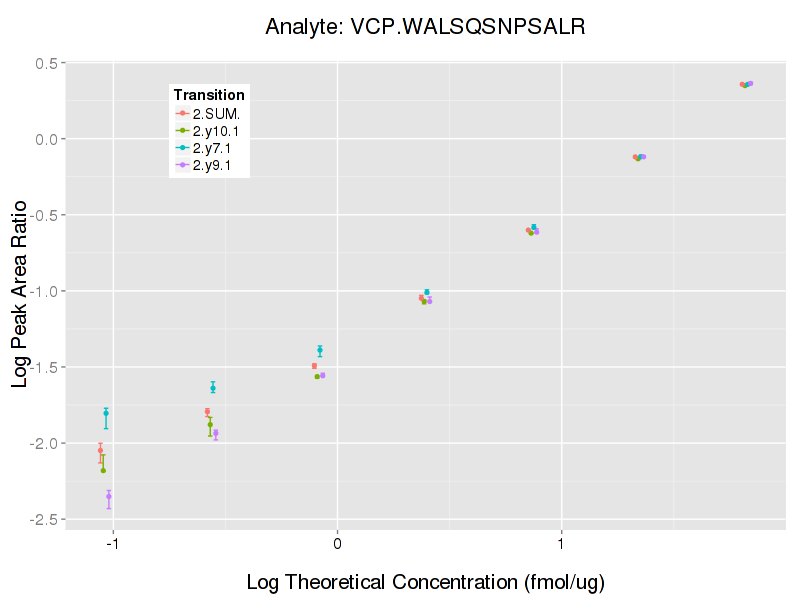 Analyte: VCP.WALSQSNPSALR
Log Peak Area Ratio
0.5
0.0
-0.5
-1.0
-1.5
-2.0
-2.5
Transition
2.SUM.
2.y10.1
2.y7.1
2.y9.1
-1 0 1
Log Theoretical Concentration (fmol/ug)